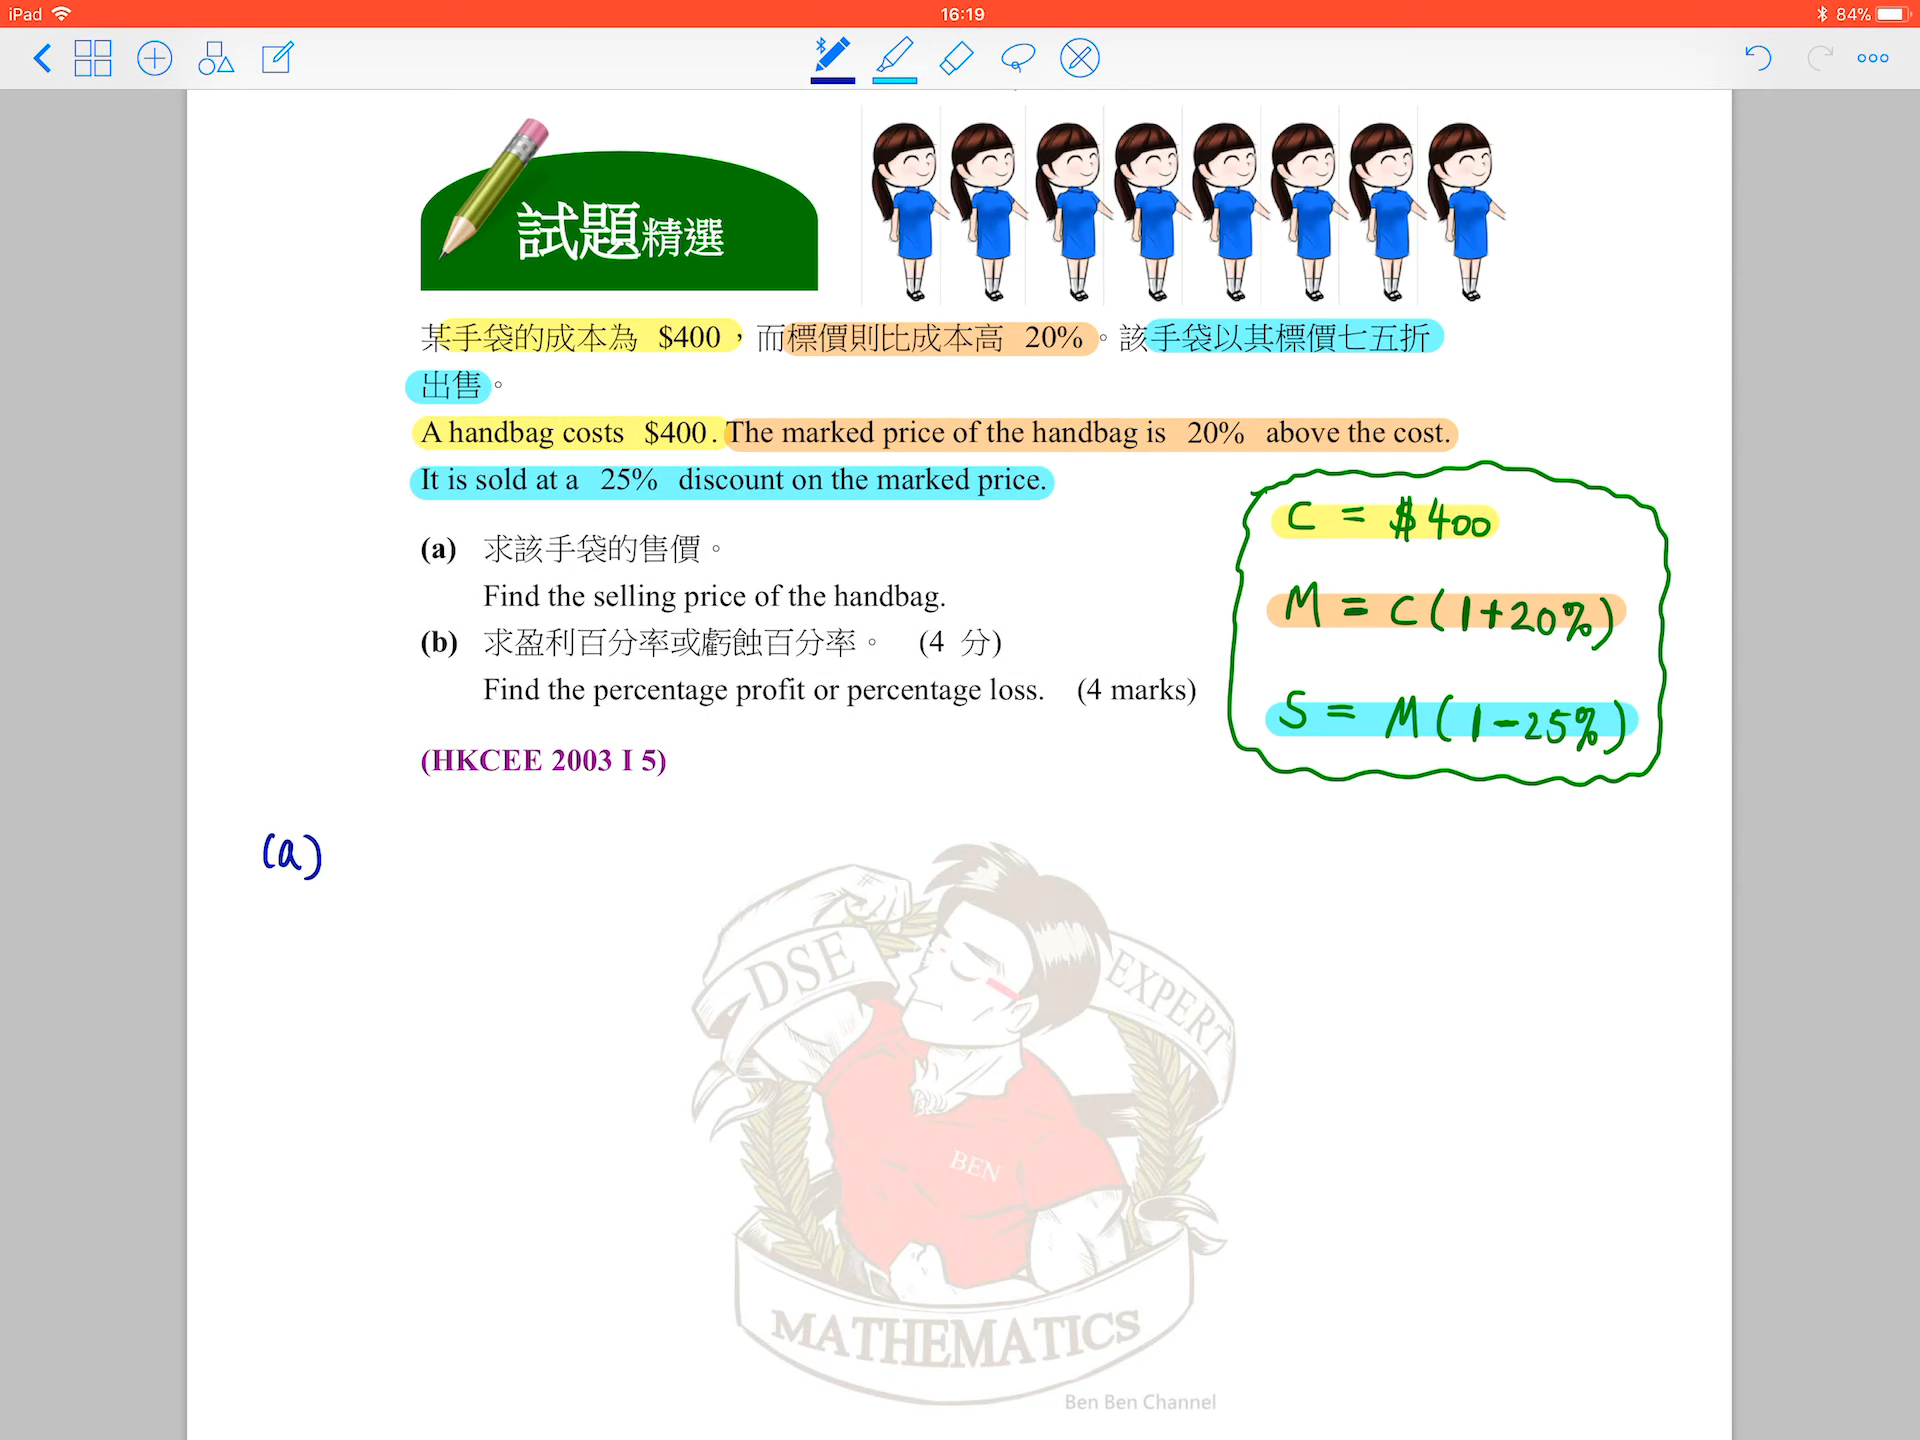 iPad 16:19 84%
試題精選
某手袋的成本為 $400,而標價則比成本高 20%。該手袋以其標價七五折
出售。
A handbag costs $400. The marked price of the handbag is 20% above the cost.
It is sold at a 25% discount on the marked price.
(a) 求該手袋的售價。
Find the selling price of the handbag.
(b) 求盈利百分率或虧蝕百分率。 (4 分)
Find the percentage profit or percentage loss. (4 marks)
(HKCEE 2003 I 5)
C = $400
M = C(1+20%)
S = M(1-25%)
(a)
DSE EXPERT
BEN
MATHEMATICS
Ben Ben Channel